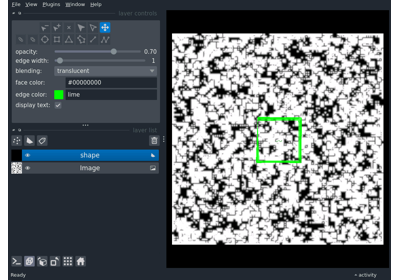 File View Plugins Window Help
layer controls
opacity: 0.70
edge width: 1
blending: translucent
face color: #00000000
edge color: lime
display text:
layer list
shape
Image
Ready
activity